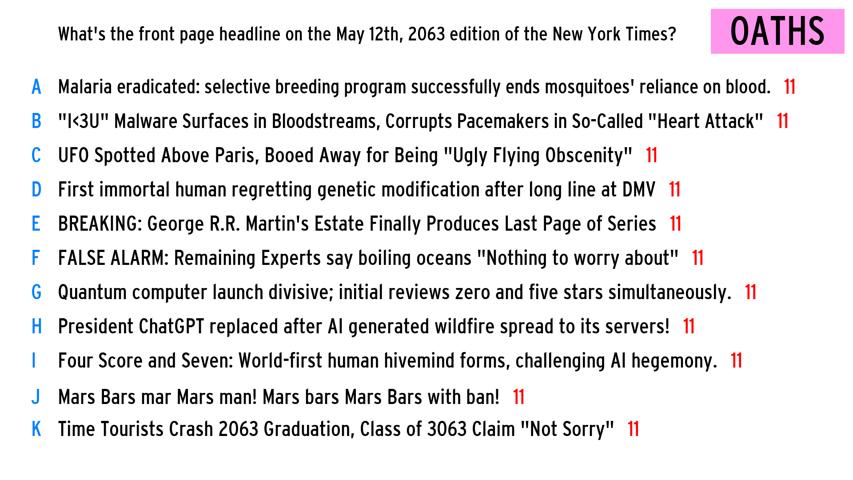 What's the front page headline on the May 12th, 2063 edition of the New York Times?
OATHS
A Malaria eradicated: selective breeding program successfully ends mosquitoes' reliance on blood. 11
B "I<3U" Malware Surfaces in Bloodstreams, Corrupts Pacemakers in So-Called "Heart Attack" 11
C UFO Spotted Above Paris, Booed Away for Being "Ugly Flying Obscenity" 11
D First immortal human regretting genetic modification after long line at DMV 11
E BREAKING: George R.R. Martin's Estate Finally Produces Last Page of Series 11
F FALSE ALARM: Remaining Experts say boiling oceans "Nothing to worry about" 11
G Quantum computer launch divisive; initial reviews zero and five stars simultaneously. 11
H President ChatGPT replaced after AI generated wildfire spread to its servers! 11
I Four Score and Seven: World-first human hivemind forms, challenging AI hegemony. 11
J Mars Bars mar Mars man! Mars bars Mars Bars with ban! 11
K Time Tourists Crash 2063 Graduation, Class of 3063 Claim "Not Sorry" 11